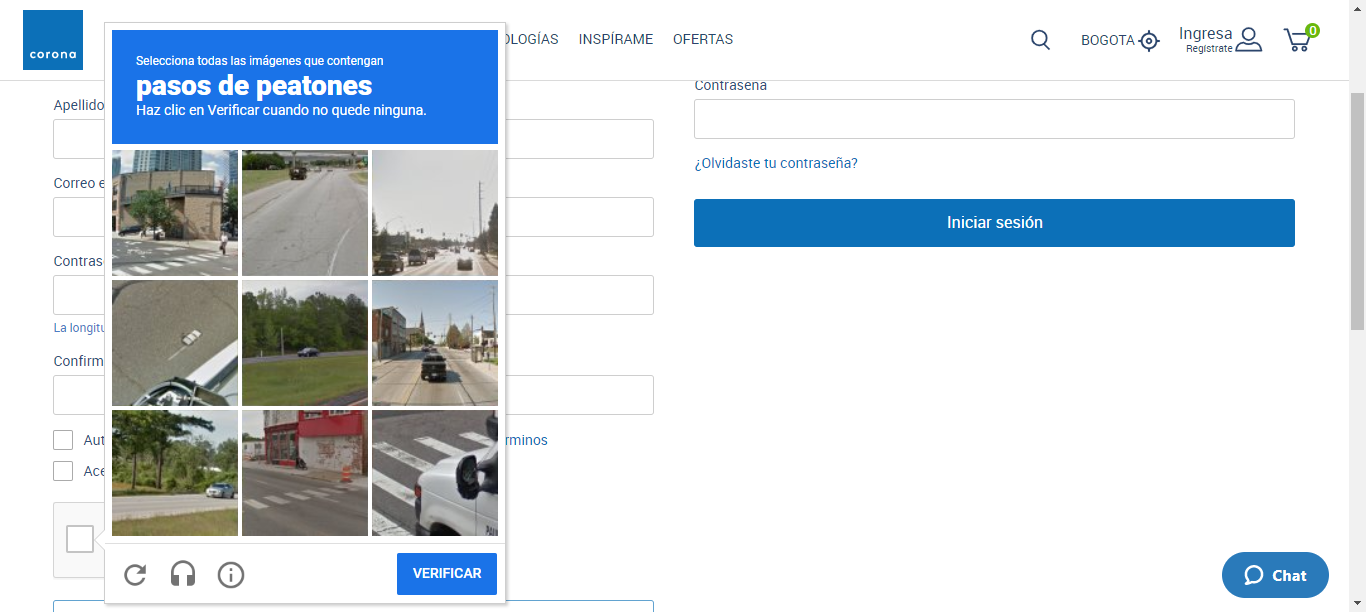 corona
OLOGÍAS INSPÍRAME OFERTAS
BOGOTA
Ingresa
Regístrate
0
Selecciona todas las imágenes que contengan
pasos de peatones
Haz clic en Verificar cuando no quede ninguna.
Apellido
Correo e
Contras
La longitu
Confirm
Aut
rminos
Ace
VERIFICAR
Contraseña
¿Olvidaste tu contraseña?
Iniciar sesión
Chat